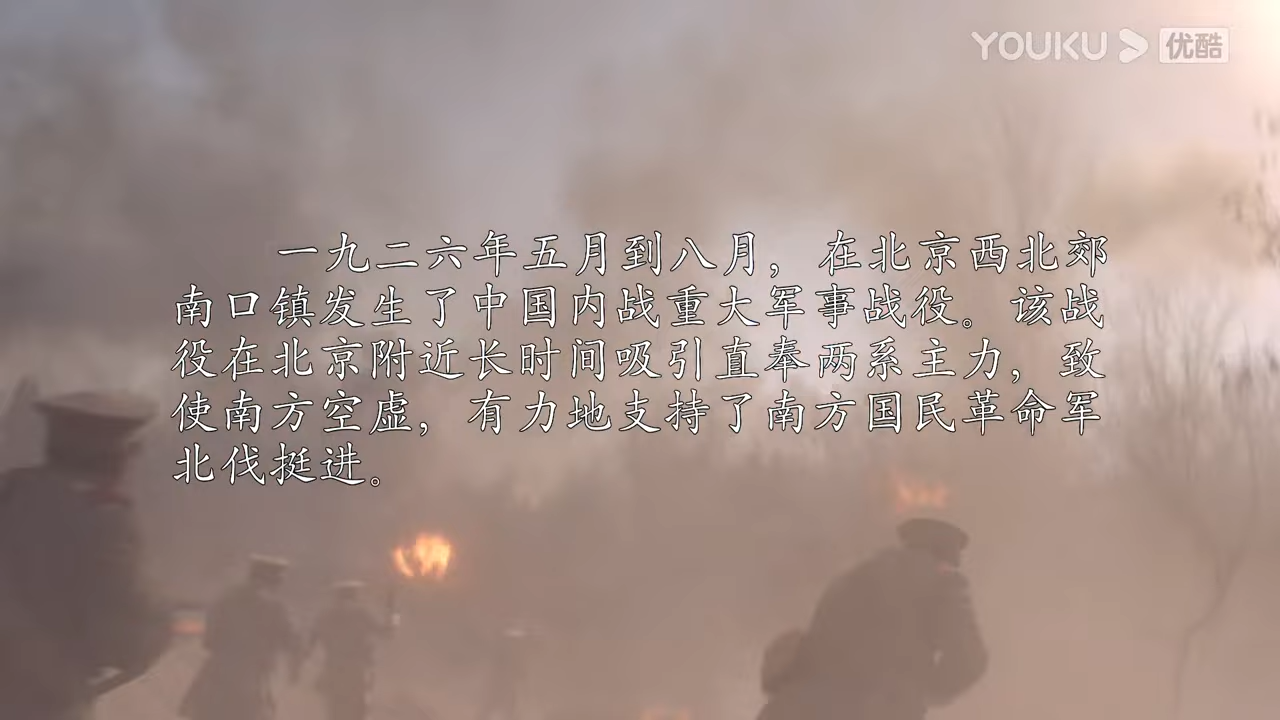 YOUKU 优酷
一九二六年五月到八月，在北京西北郊
南口镇发生了中国内战重大军事战役。该战
役在北京附近长时间吸引直奉两系主力，致
使南方空虚，有力地支持了南方国民革命军
北伐挺进。